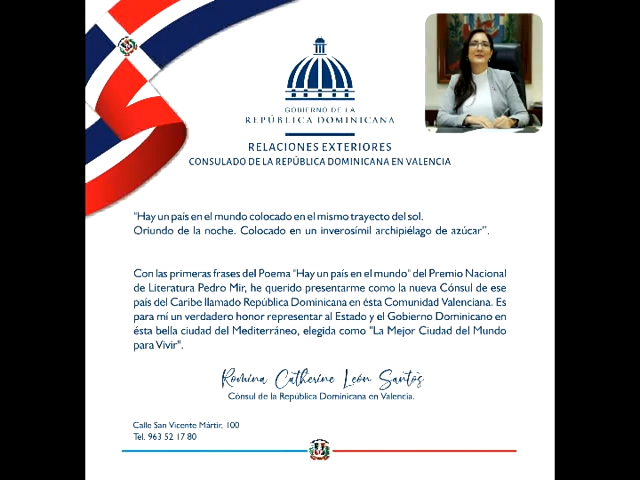 GOBIERNO DE LA
REPÚBLICA DOMINICANA
RELACIONES EXTERIORES
CONSULADO DE LA REPÚBLICA DOMINICANA EN VALENCIA
"Hay un país en el mundo colocado en el mismo trayecto del sol.
Oriundo de la noche. Colocado en un inverosímil archipiélago de azúcar".
Con las primeras frases del Poema "Hay un país en el mundo" del Premio Nacional
de Literatura Pedro Mir, he querido presentarme como la nueva Cónsul de ese
país del Caribe llamado República Dominicana en ésta Comunidad Valenciana. Es
para mí un verdadero honor representar al Estado y el Gobierno Dominicano en
ésta bella ciudad del Mediterráneo, elegida como "La Mejor Ciudad del Mundo
para Vivir".
Romina Catherine León Santos
Cónsul de la República Dominicana en Valencia.
Calle San Vicente Mártir, 100
Tel. 963 52 17 80